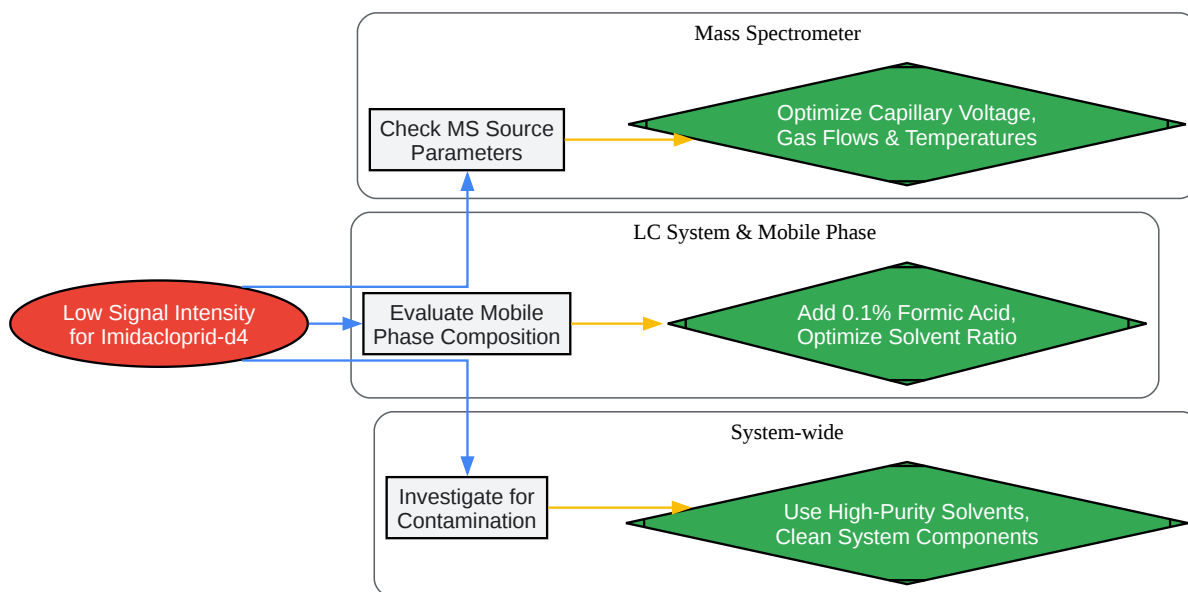 Mass Spectrometer
Check MS Source
Parameters
Optimize Capillary Voltage,
Gas Flows & Temperatures
LC System & Mobile Phase
Low Signal Intensity
for Imidacloprid-d4
Evaluate Mobile
Phase Composition
Add 0.1% Formic Acid,
Optimize Solvent Ratio
System-wide
Investigate for
Contamination
Use High-Purity Solvents,
Clean System Components